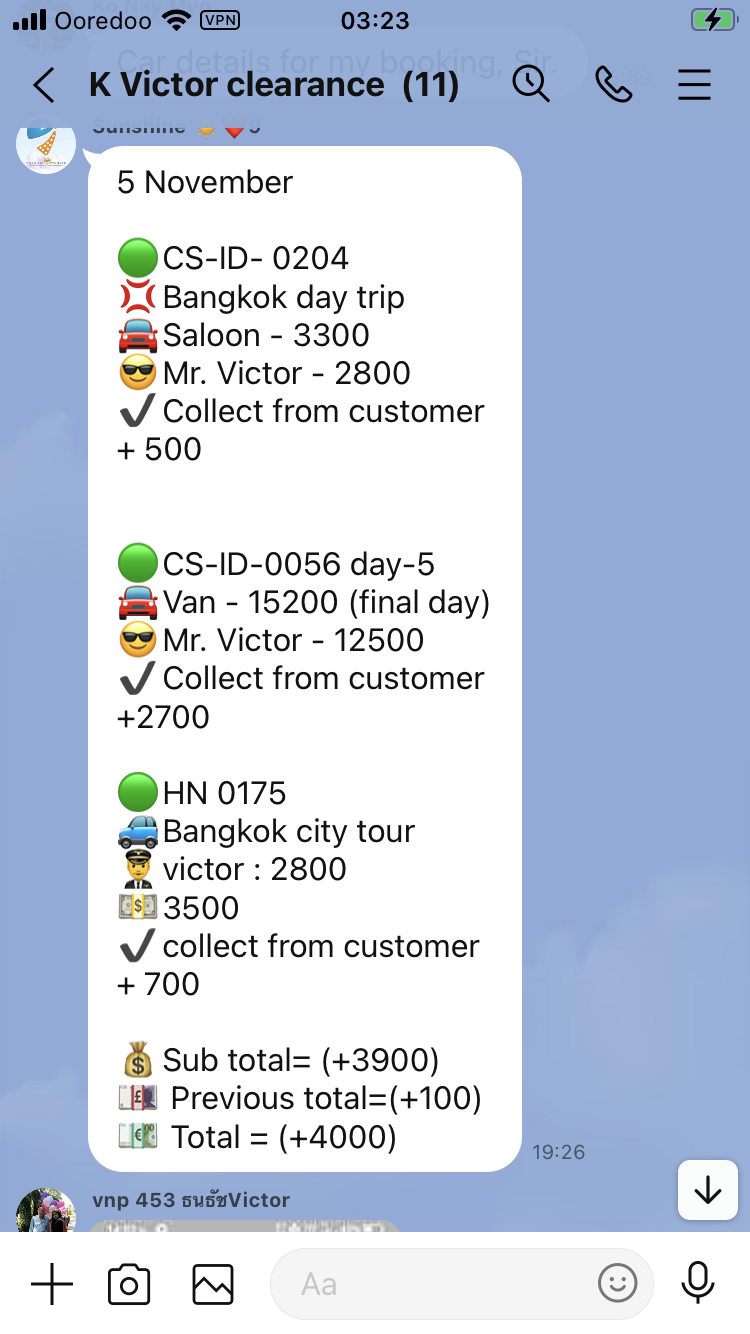 Ooredoo VPN 03:23
Car details for my booking, Sir.
K Victor clearance (11)
Sunshine ☀️❤️9
5 November
🟢CS-ID- 0204
💢Bangkok day trip
🚘Saloon - 3300
😎Mr. Victor - 2800
✔️Collect from customer
+ 500
🟢CS-ID-0056 day-5
🚘Van - 15200 (final day)
😎Mr. Victor - 12500
✔️Collect from customer
+2700
🟢HN 0175
🚙Bangkok city tour
👨‍✈️ victor : 2800
💵3500
✔️collect from customer
+ 700
💰Sub total= (+3900)
💷 Previous total=(+100)
💶 Total = (+4000)
19:26
vnp 453 ธนธัชVictor
Aa